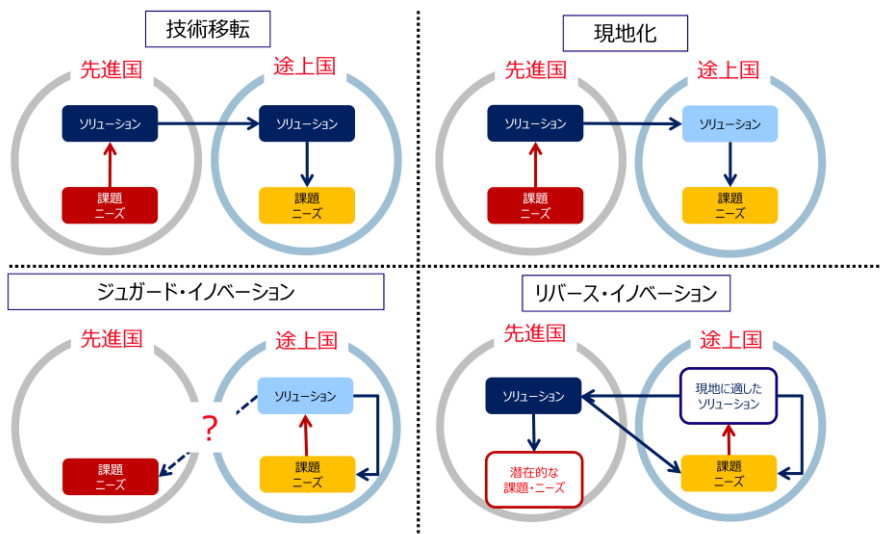 技術移転
先進国
途上国
ソリューション
ソリューション
課題
ニーズ
課題
ニーズ
現地化
先進国
途上国
ソリューション
ソリューション
課題
ニーズ
課題
ニーズ
ジュガード・イノベーション
先進国
途上国
ソリューション
?
課題
ニーズ
課題
ニーズ
リバース・イノベーション
先進国
途上国
ソリューション
現地に適した
ソリューション
潜在的な
課題・ニーズ
課題
ニーズ